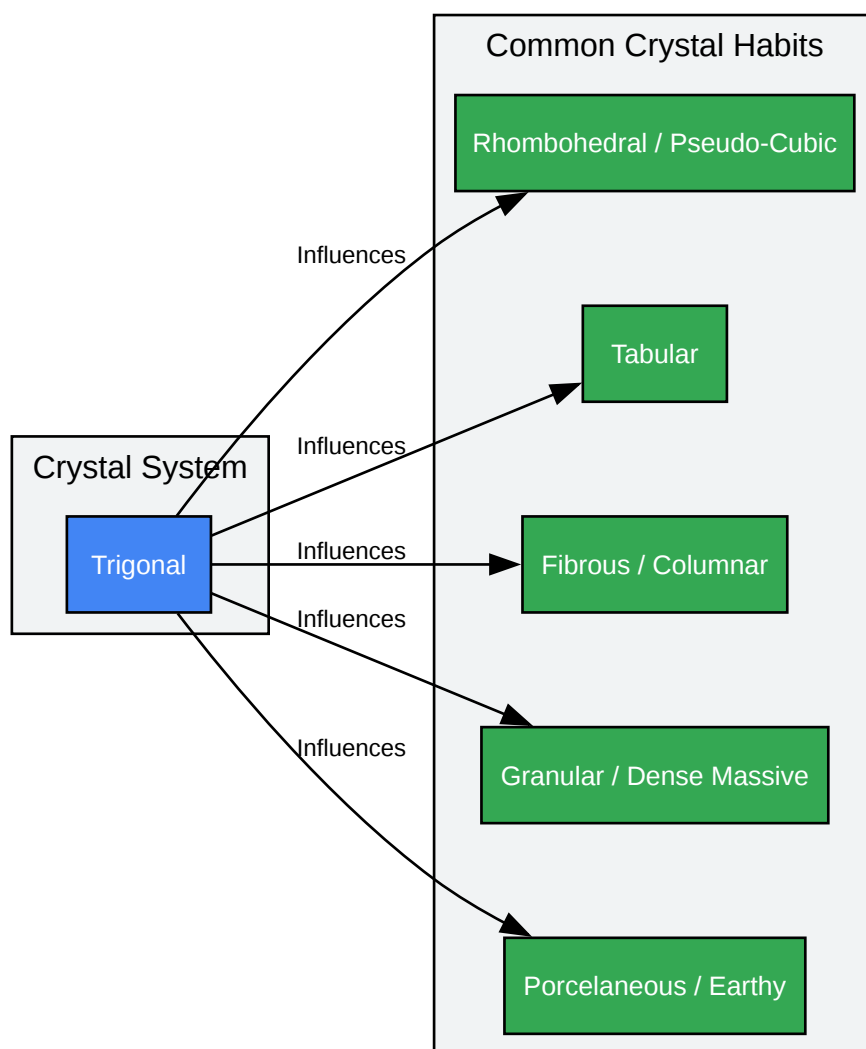 Common Crystal Habits
Rhombohedral / Pseudo-Cubic
Influences
Tabular
Influences
Crystal System
Trigonal
Influences
Fibrous / Columnar
Influences
Granular / Dense Massive
Influences
Porcelaneous / Earthy